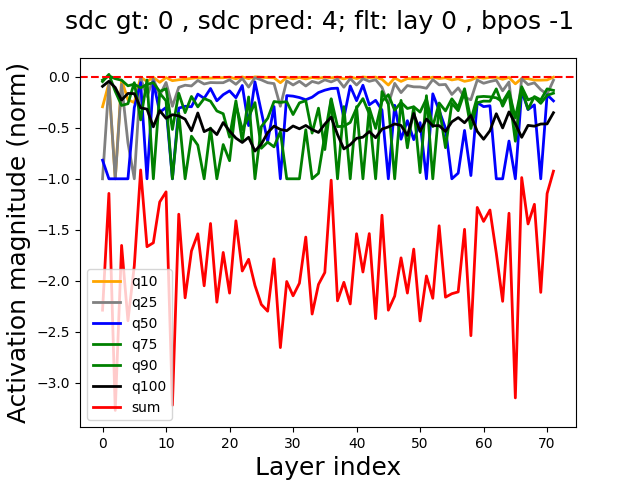 sdc gt: 0 , sdc pred: 4; flt: lay 0 , bpos -1
Activation magnitude (norm)
0.0
−0.5
−1.0
−1.5
−2.0
−2.5
−3.0
q10
q25
q50
q75
q90
q100
sum
0 10 20 30 40 50 60 70
Layer index